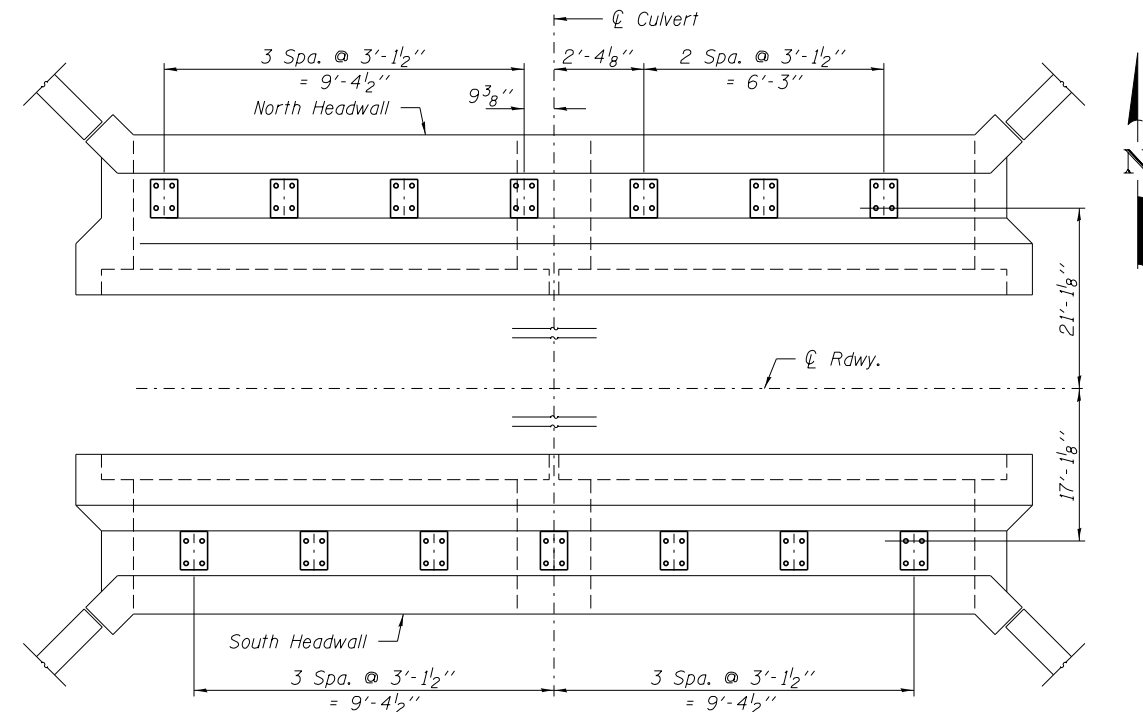 ℄ Culvert
3 Spa. @ 3'-1½"
= 9'-4½"
2'-4⅛"
2 Spa. @ 3'-1½"
= 6'-3"
9⅜"
North Headwall
N
21'-1⅛"
℄ Rdwy.
17'-1⅛"
South Headwall
3 Spa. @ 3'-1½"
= 9'-4½"
3 Spa. @ 3'-1½"
= 9'-4½"